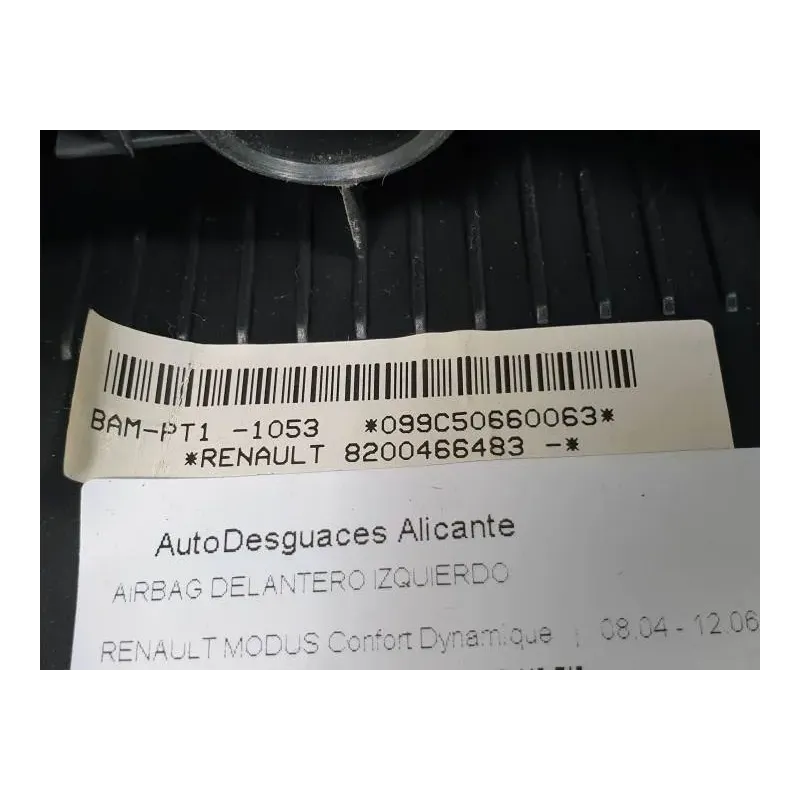 BAM-PT1 -1053 *099C50660063*
*RENAULT 8200466483 -*
AutoDesguaces Alicante
AIRBAG DELANTERO IZQUIERDO
RENAULT MODUS Confort Dynamique | 08.04 - 12.06